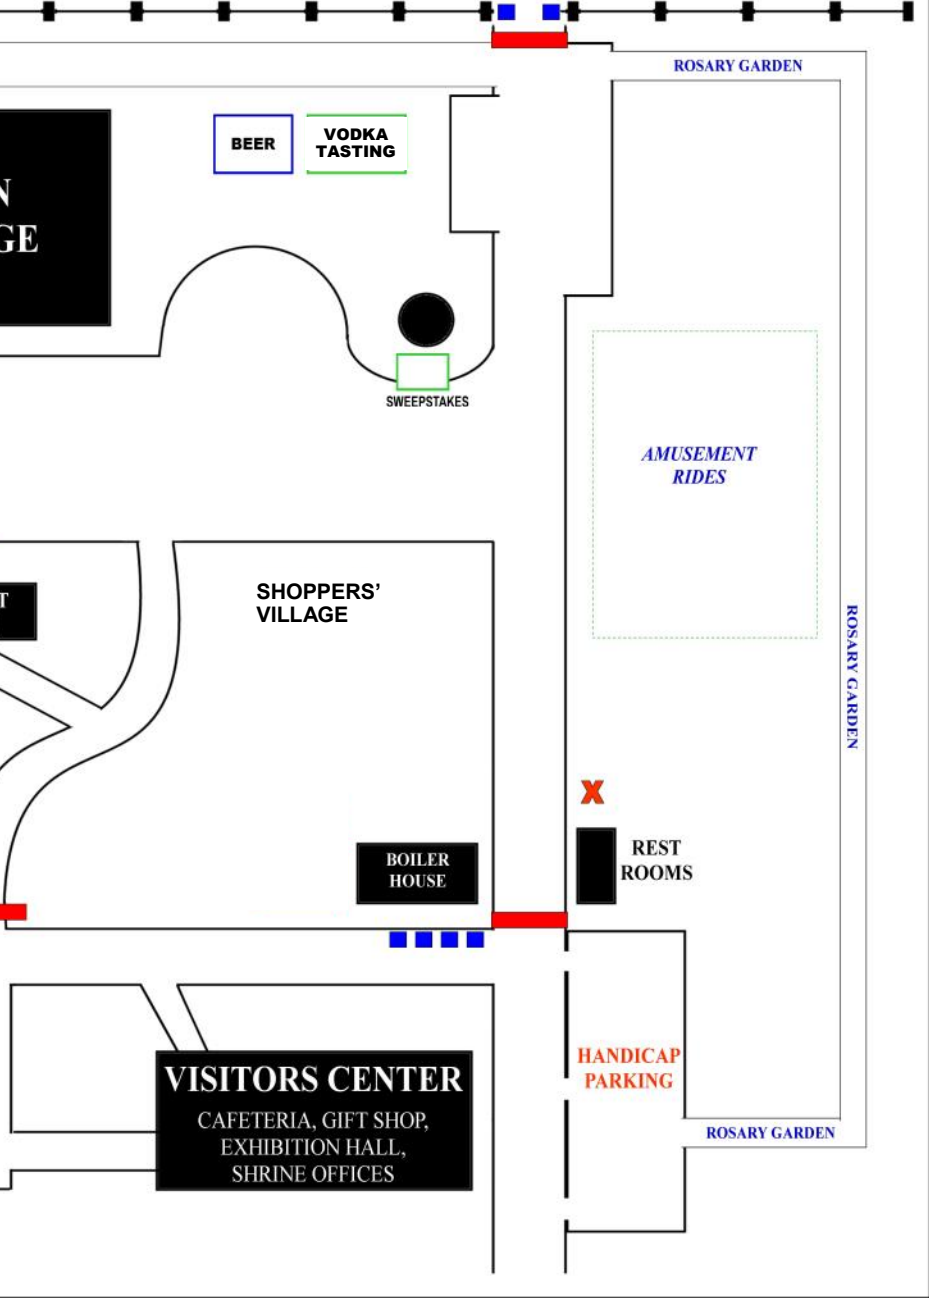 ROSARY GARDEN
BEER
VODKA
TASTING
N
GE
SWEEPSTAKES
AMUSEMENT
RIDES
SHOPPERS’
VILLAGE
T
ROSARY GARDEN
X
BOILER
HOUSE
REST
ROOMS
HANDICAP
PARKING
VISITORS CENTER
CAFETERIA, GIFT SHOP,
EXHIBITION HALL,
SHRINE OFFICES
ROSARY GARDEN